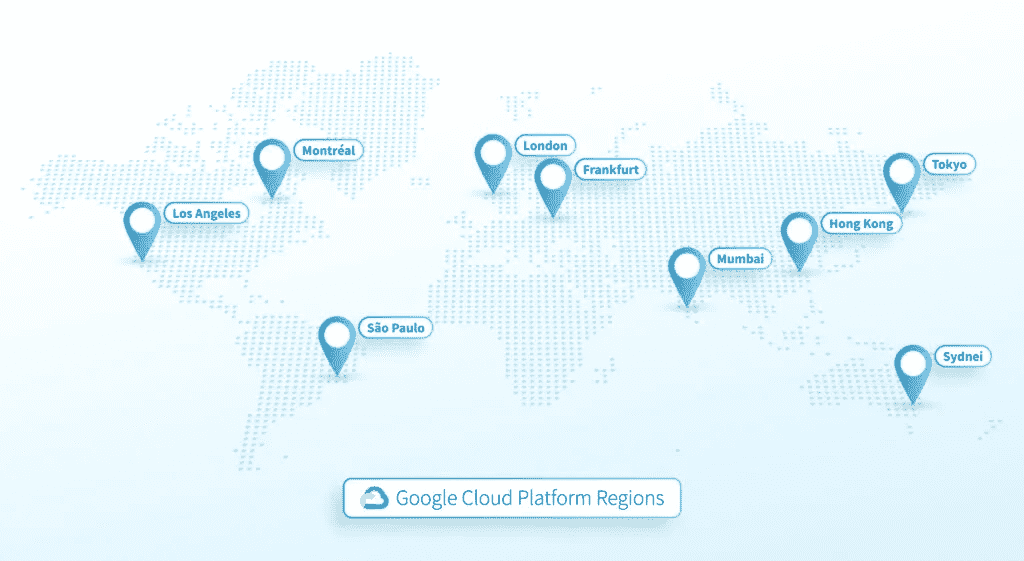 Montréal
London
Frankfurt
Tokyo
Los Angeles
Hong Kong
Mumbai
São Paulo
Sydnei
Google Cloud Platform Regions